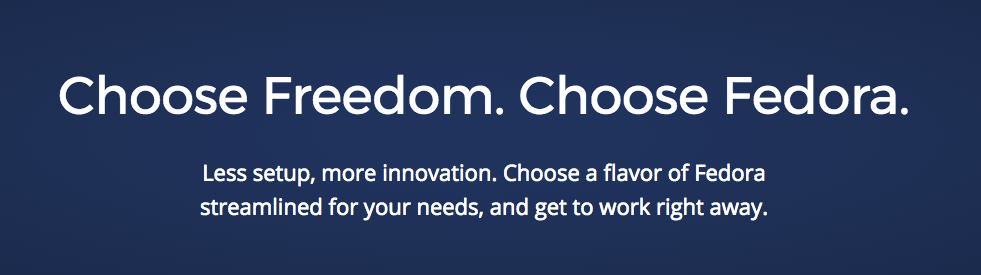 Choose Freedom. Choose Fedora.
Less setup, more innovation. Choose a flavor of Fedora
streamlined for your needs, and get to work right away.